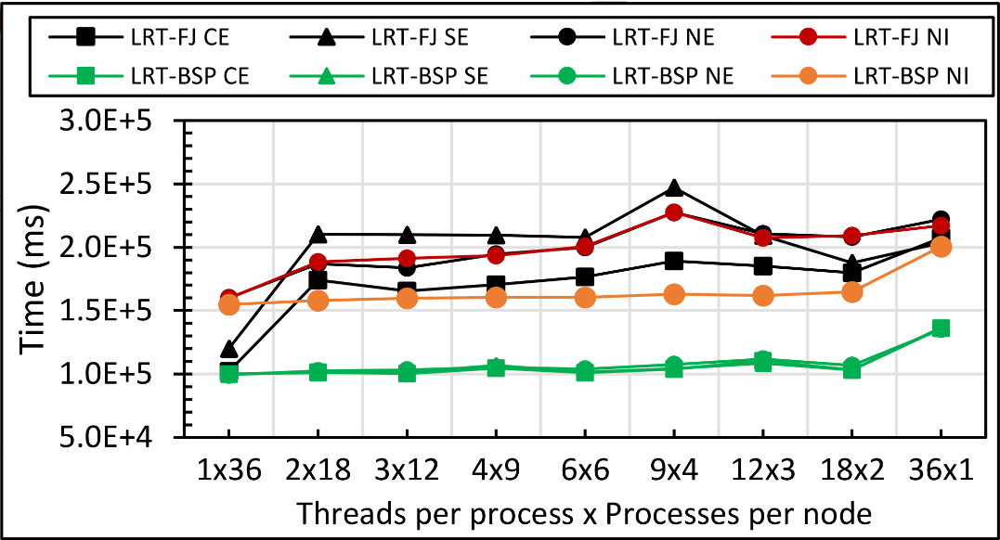 LRT-FJ CE LRT-FJ SE LRT-FJ NE LRT-FJ NI
LRT-BSP CE LRT-BSP SE LRT-BSP NE LRT-BSP NI
3.0E+5
2.5E+5
2.0E+5
1.5E+5
1.0E+5
5.0E+4
Time (ms)
1x36 2x18 3x12 4x9 6x6 9x4 12x3 18x2 36x1
Threads per process x Processes per node